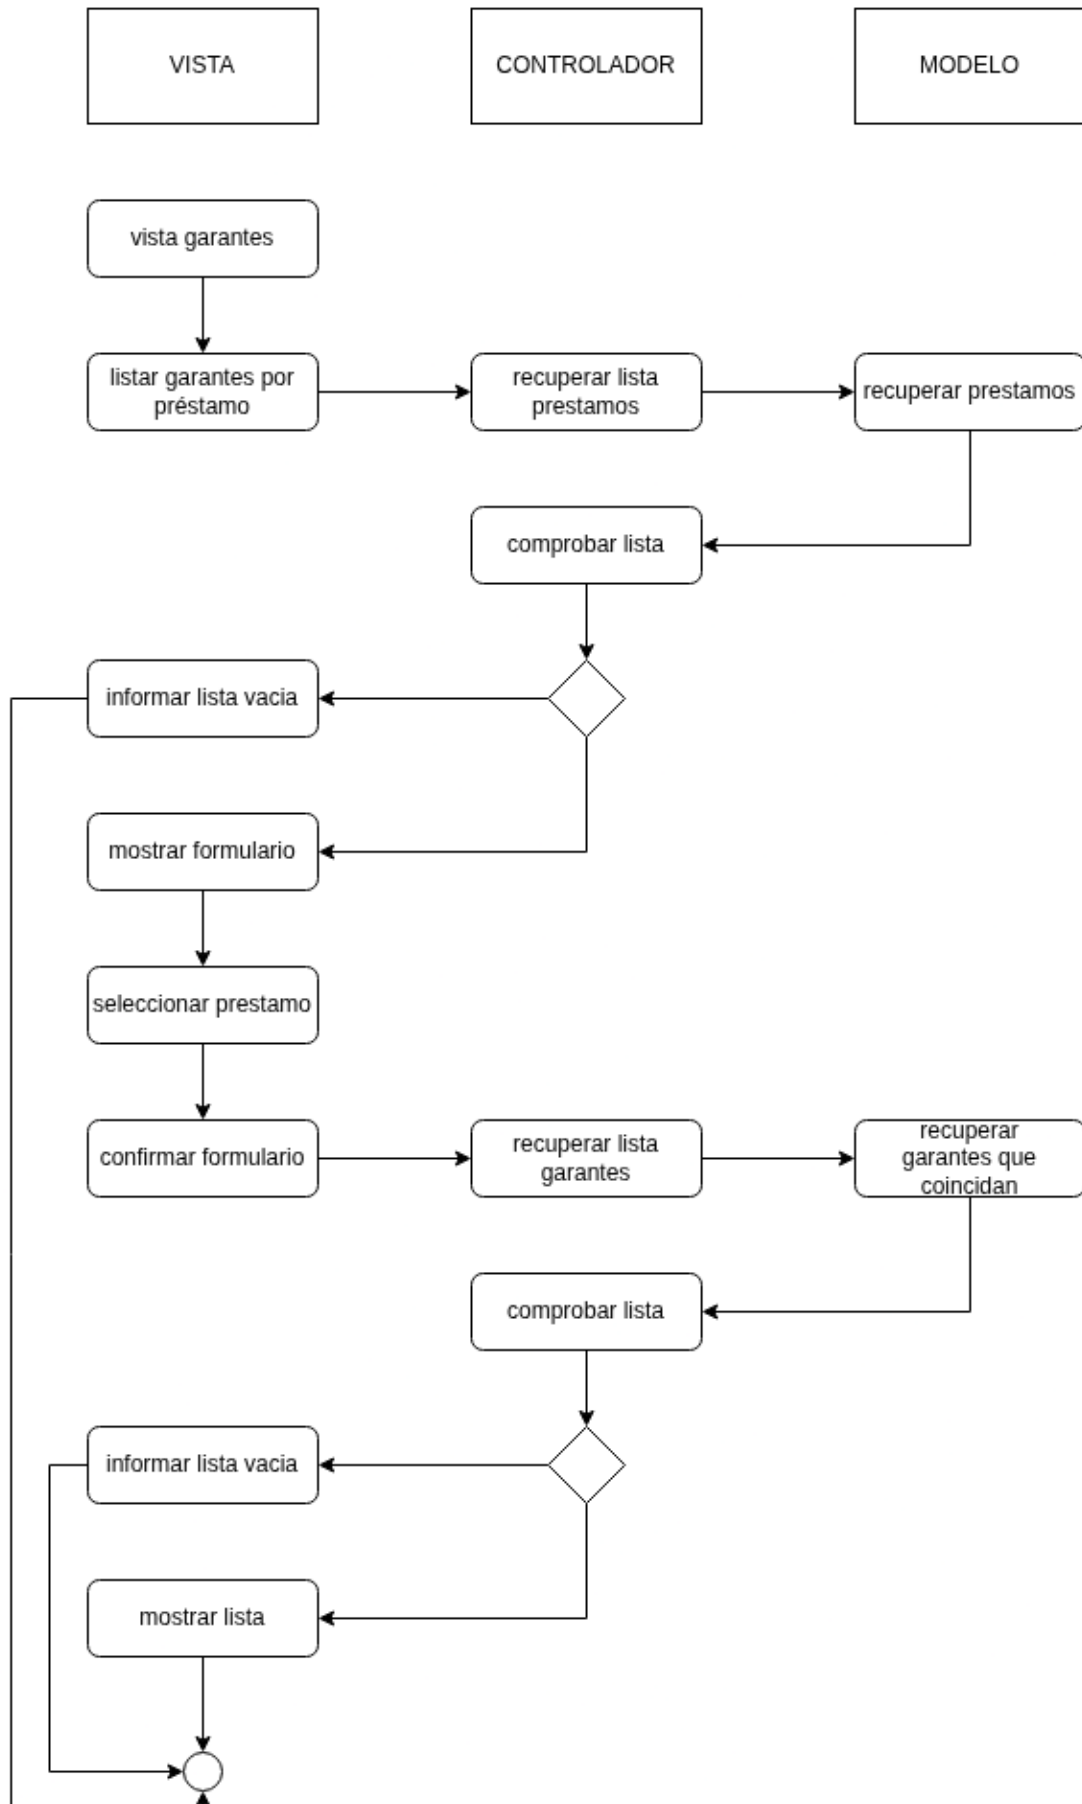 VISTA
CONTROLADOR
MODELO
vista garantes
listar garantes por
préstamo
recuperar lista
prestamos
recuperar prestamos
comprobar lista
informar lista vacia
mostrar formulario
seleccionar prestamo
confirmar formulario
recuperar lista
garantes
recuperar
garantes que
coincidan
comprobar lista
informar lista vacia
mostrar lista